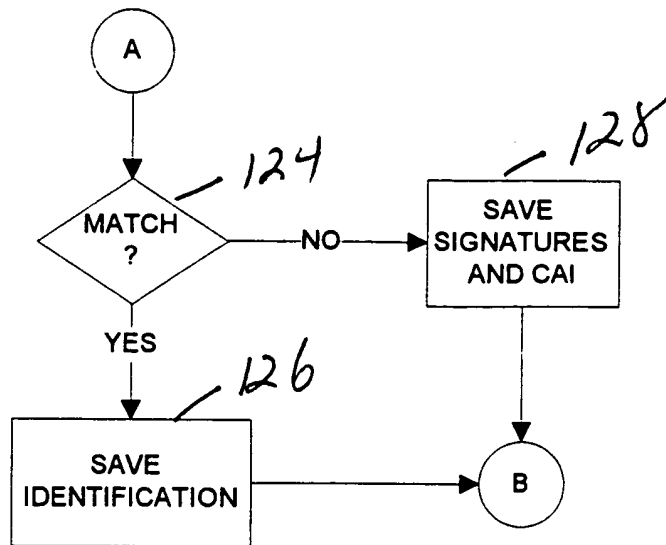 A
124
MATCH
?
NO
128
SAVE
SIGNATURES
AND CAI
YES
126
SAVE
IDENTIFICATION
B